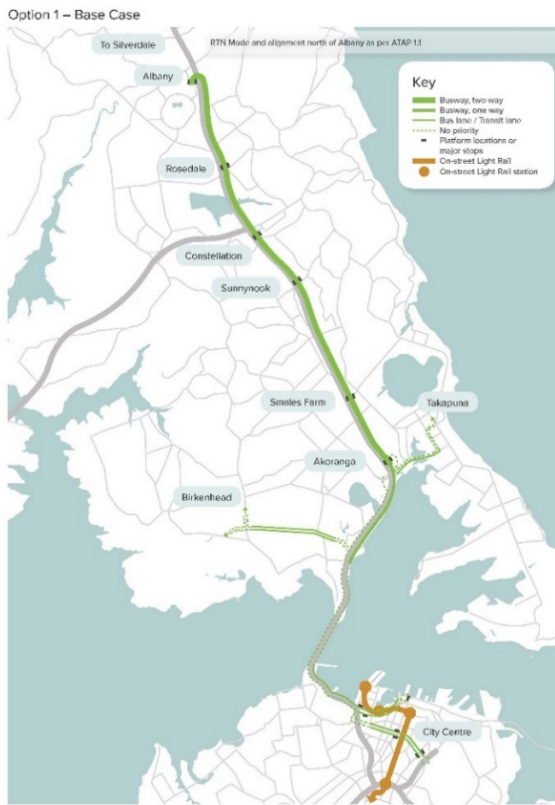 Option 1 – Base Case
To Silverdale
RTN Mode and alignment north of Albany as per ATAP 1.1
Albany
Key
Busway, two way
Busway, one way
Bus lane / Transit lane
No priority
Platform locations or
major stops
On-street Light Rail
On-street Light Rail station
Rosedale
Constellation
Sunnynook
Smales Farm
Takapuna
Akoranga
Birkenhead
City Centre